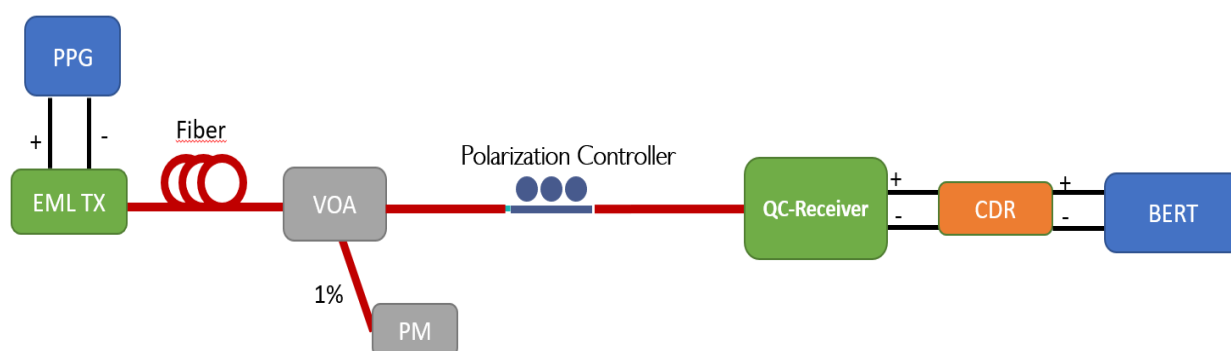 PPG
+ -
Fiber
Polarization Controller
EML TX
VOA
QC-Receiver
+
-
CDR
+
-
BERT
1%
PM